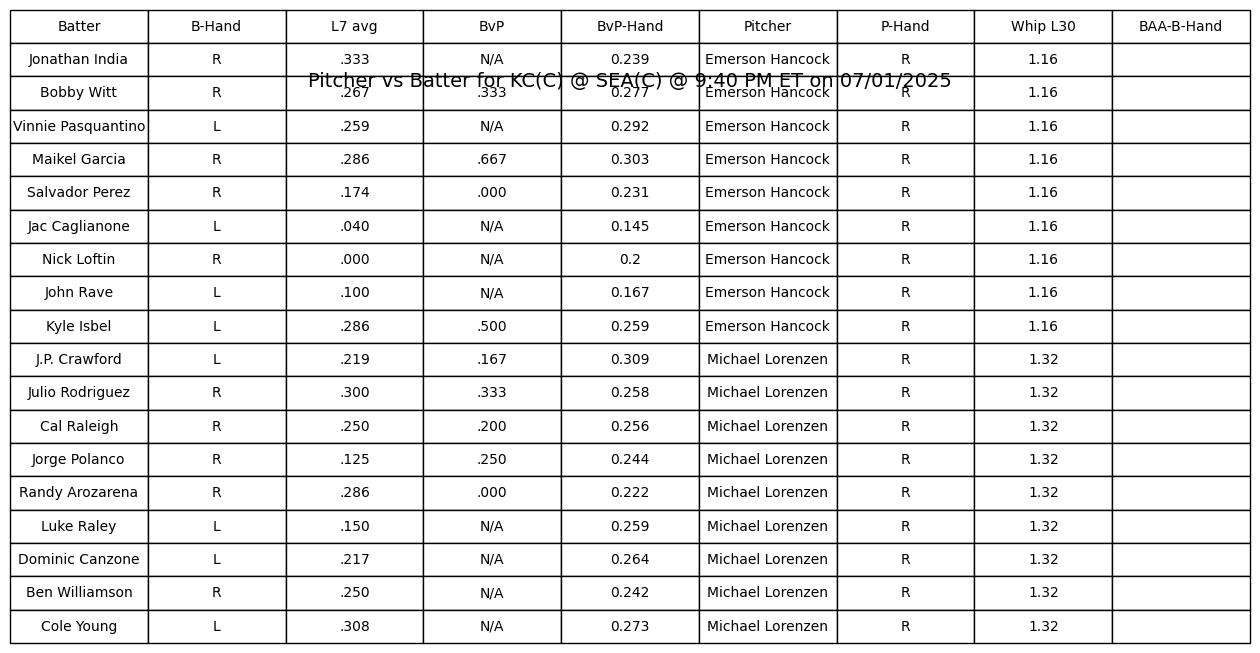 Batter B-Hand L7 avg BvP BvP-Hand Pitcher P-Hand Whip L30 BAA-B-Hand
Jonathan India R .333 N/A 0.239 Emerson Hancock R 1.16
Pitcher vs Batter for KC(C) @ SEA(C) @ 9:40 PM ET on 07/01/2025
Bobby Witt R .267 .333 0.277 Emerson Hancock R 1.16
Vinnie Pasquantino L .259 N/A 0.292 Emerson Hancock R 1.16
Maikel Garcia R .286 .667 0.303 Emerson Hancock R 1.16
Salvador Perez R .174 .000 0.231 Emerson Hancock R 1.16
Jac Caglianone L .040 N/A 0.145 Emerson Hancock R 1.16
Nick Loftin R .000 N/A 0.2 Emerson Hancock R 1.16
John Rave L .100 N/A 0.167 Emerson Hancock R 1.16
Kyle Isbel L .286 .500 0.259 Emerson Hancock R 1.16
J.P. Crawford L .219 .167 0.309 Michael Lorenzen R 1.32
Julio Rodriguez R .300 .333 0.258 Michael Lorenzen R 1.32
Cal Raleigh R .250 .200 0.256 Michael Lorenzen R 1.32
Jorge Polanco R .125 .250 0.244 Michael Lorenzen R 1.32
Randy Arozarena R .286 .000 0.222 Michael Lorenzen R 1.32
Luke Raley L .150 N/A 0.259 Michael Lorenzen R 1.32
Dominic Canzone L .217 N/A 0.264 Michael Lorenzen R 1.32
Ben Williamson R .250 N/A 0.242 Michael Lorenzen R 1.32
Cole Young L .308 N/A 0.273 Michael Lorenzen R 1.32